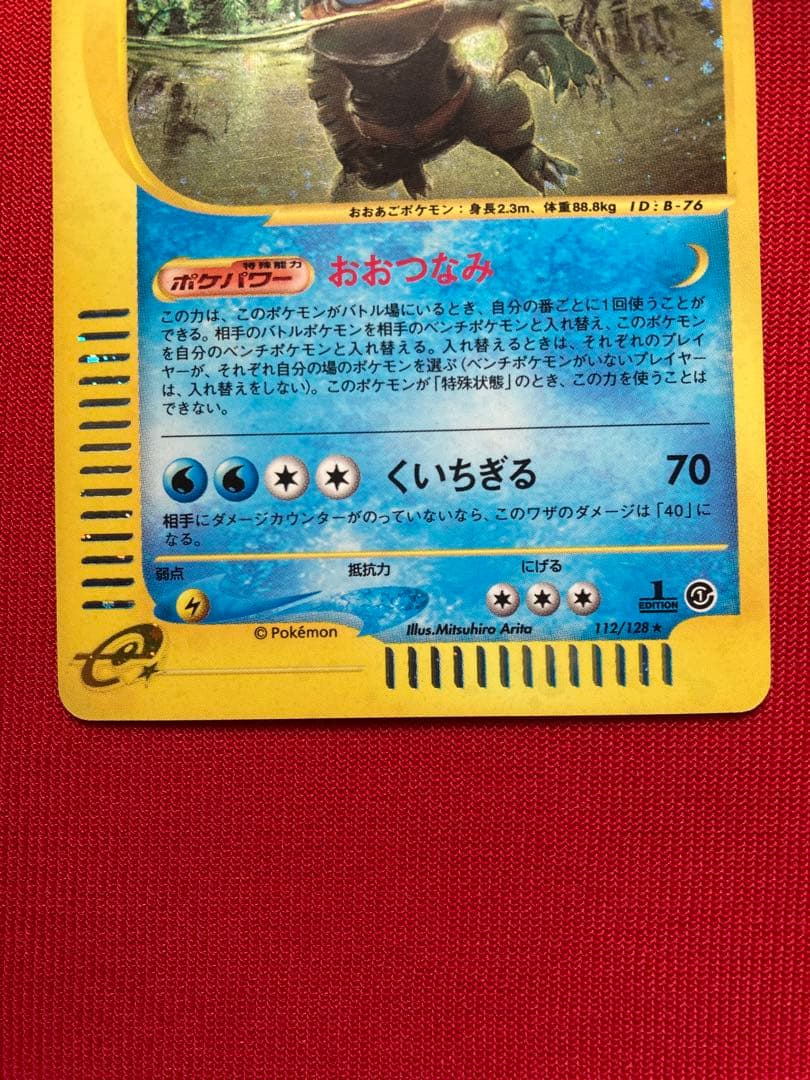 おおあごポケモン：身長2.3m、体重88.8kg ID：B-76
特殊能力
ポケパワー おおつなみ
この力は、このポケモンがバトル場にいるとき、自分の番ごとに1回使うことが
できる。相手のバトルポケモンを相手のベンチポケモンと入れ替え、このポケモン
を自分のベンチポケモンと入れ替える。入れ替えるときは、それぞれのプレイヤ
ーが、それぞれ自分の場のポケモンを選ぶ（ベンチポケモンがいないプレイヤー
は、入れ替えをしない）。このポケモンが「特殊状態」のとき、この力を使うことは
できない。
くいちぎる 70
相手にダメージカウンターがのっていないなら、このワザのダメージは「40」に
なる。
弱点 抵抗力 にげる
1
EDITION
©Pokémon Illus.Mitsuhiro Arita 112/128★